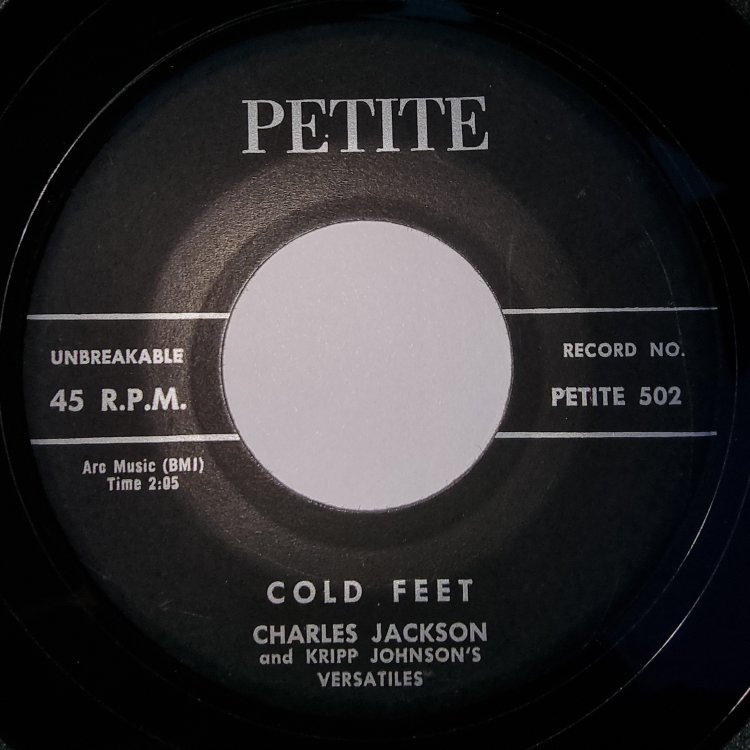 PETITE
UNBREAKABLE
45 R.P.M.
RECORD NO.
PETITE 502
Arc Music (BMI)
Time 2:05
COLD FEET
CHARLES JACKSON
and KRIPP JOHNSON'S
VERSATILES